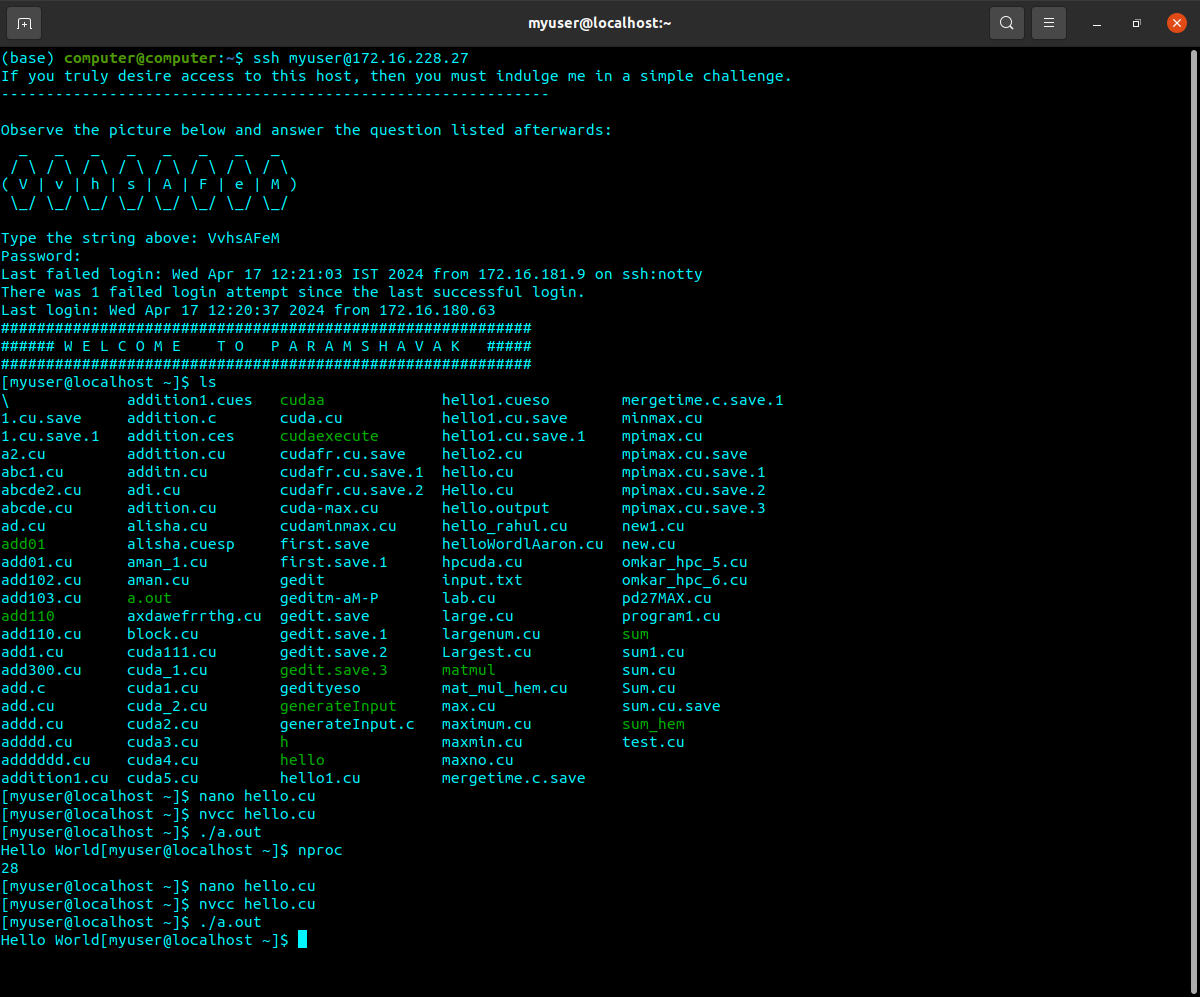 myuser@localhost:~
(base) computer@computer:~$ ssh myuser@172.16.228.27
If you truly desire access to this host, then you must indulge me in a simple challenge.
-------------------------------------------------------------
Observe the picture below and answer the question listed afterwards:
  _   _   _   _   _   _   _   _
 / \ / \ / \ / \ / \ / \ / \ / \
( V | v | h | s | A | F | e | M )
 \_/ \_/ \_/ \_/ \_/ \_/ \_/ \_/
Type the string above: VvhsAFeM
Password:
Last failed login: Wed Apr 17 12:21:03 IST 2024 from 172.16.181.9 on ssh:notty
There was 1 failed login attempt since the last successful login.
Last login: Wed Apr 17 12:20:37 2024 from 172.16.180.63
###########################################################
###### W E L C O M E    T O   P A R A M S H A V A K   #####
###########################################################
[myuser@localhost ~]$ ls
\             addition1.cues   cudaa             hello1.cueso        mergetime.c.save.1
1.cu.save     addition.c       cuda.cu           hello1.cu.save      minmax.cu
1.cu.save.1   addition.ces     cudaexecute       hello1.cu.save.1    mpimax.cu
a2.cu         addition.cu      cudafr.cu.save    hello2.cu           mpimax.cu.save
abc1.cu       additn.cu        cudafr.cu.save.1  hello.cu            mpimax.cu.save.1
abcde2.cu     adi.cu           cudafr.cu.save.2  Hello.cu            mpimax.cu.save.2
abcde.cu      adition.cu       cuda-max.cu       hello.output        mpimax.cu.save.3
ad.cu         alisha.cu        cudaminmax.cu     hello_rahul.cu      new1.cu
add01         alisha.cuesp     first.save        helloWordlAaron.cu  new.cu
add01.cu      aman_1.cu        first.save.1      hpcuda.cu           omkar_hpc_5.cu
add102.cu     aman.cu          gedit             input.txt           omkar_hpc_6.cu
add103.cu     a.out            geditm-aM-P       lab.cu              pd27MAX.cu
add110        axdawefrrthg.cu  gedit.save        large.cu            program1.cu
add110.cu     block.cu         gedit.save.1      largenum.cu         sum
add1.cu       cuda111.cu       gedit.save.2      Largest.cu          sum1.cu
add300.cu     cuda_1.cu        gedit.save.3      matmul              sum.cu
add.c         cuda1.cu         gedityeso         mat_mul_hem.cu      Sum.cu
add.cu        cuda_2.cu        generateInput     max.cu              sum.cu.save
addd.cu       cuda2.cu         generateInput.c   maximum.cu          sum_hem
adddd.cu      cuda3.cu         h                 maxmin.cu           test.cu
adddddd.cu    cuda4.cu         hello             maxno.cu
addition1.cu  cuda5.cu         hello1.cu         mergetime.c.save
[myuser@localhost ~]$ nano hello.cu
[myuser@localhost ~]$ nvcc hello.cu
[myuser@localhost ~]$ ./a.out
Hello World[myuser@localhost ~]$ nproc
28
[myuser@localhost ~]$ nano hello.cu
[myuser@localhost ~]$ nvcc hello.cu
[myuser@localhost ~]$ ./a.out
Hello World[myuser@localhost ~]$